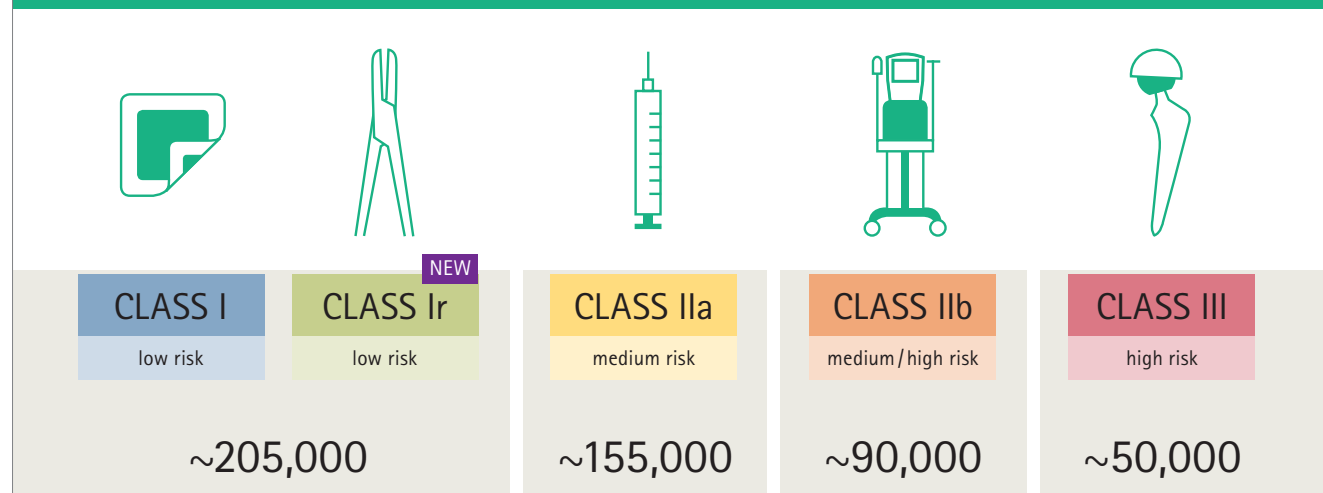 NEW
CLASS I
low risk
CLASS Ir
low risk
CLASS IIa
medium risk
CLASS IIb
medium/high risk
CLASS III
high risk
~205,000
~155,000
~90,000
~50,000